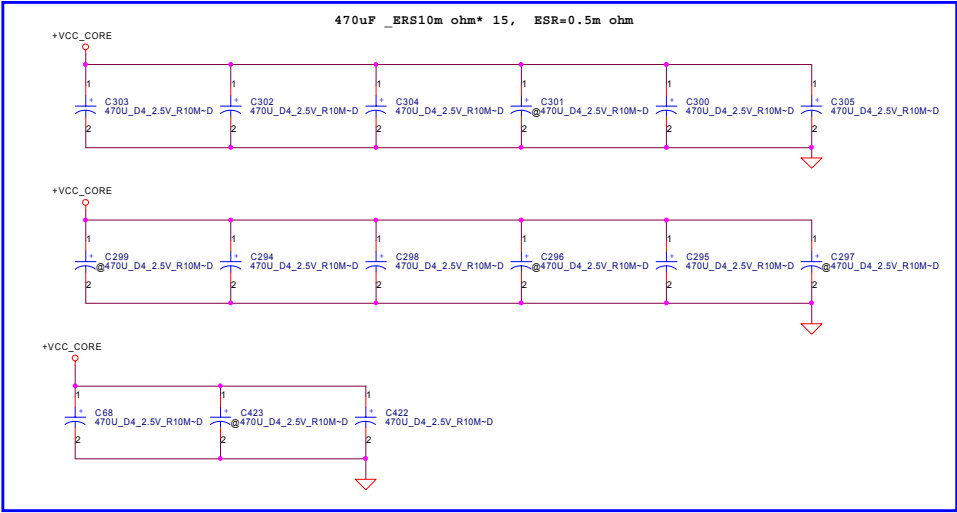 470uF _ERS10m ohm* 15, ESR=0.5m ohm
+VCC_CORE
1 1 1 1 1 1
C303 C302 C304 C301 C300 C305
470U_D4_2.5V_R10M~D 470U_D4_2.5V_R10M~D 470U_D4_2.5V_R10M~D @470U_D4_2.5V_R10M~D 470U_D4_2.5V_R10M~D 470U_D4_2.5V_R10M~D
2 2 2 2 2 2
+VCC_CORE
1 1 1 1 1 1
C299 C294 C298 C296 C295 C297
@470U_D4_2.5V_R10M~D 470U_D4_2.5V_R10M~D 470U_D4_2.5V_R10M~D @470U_D4_2.5V_R10M~D 470U_D4_2.5V_R10M~D @470U_D4_2.5V_R10M~D
2 2 2 2 2 2
+VCC_CORE
1 1 1
C68 C423 C422
470U_D4_2.5V_R10M~D @470U_D4_2.5V_R10M~D 470U_D4_2.5V_R10M~D
2 2 2